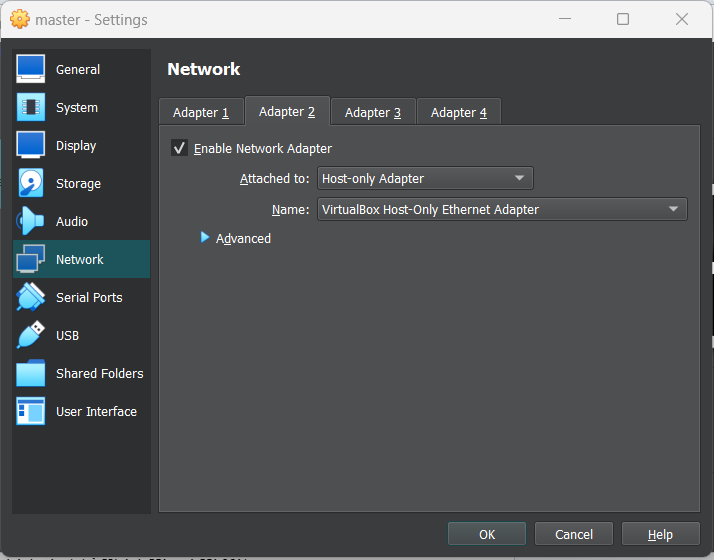 master - Settings
General
System
Display
Storage
Audio
Network
Serial Ports
USB
Shared Folders
User Interface
Network
Adapter 1
Adapter 2
Adapter 3
Adapter 4
Enable Network Adapter
Attached to: Host-only Adapter
Name: VirtualBox Host-Only Ethernet Adapter
Advanced
OK
Cancel
Help